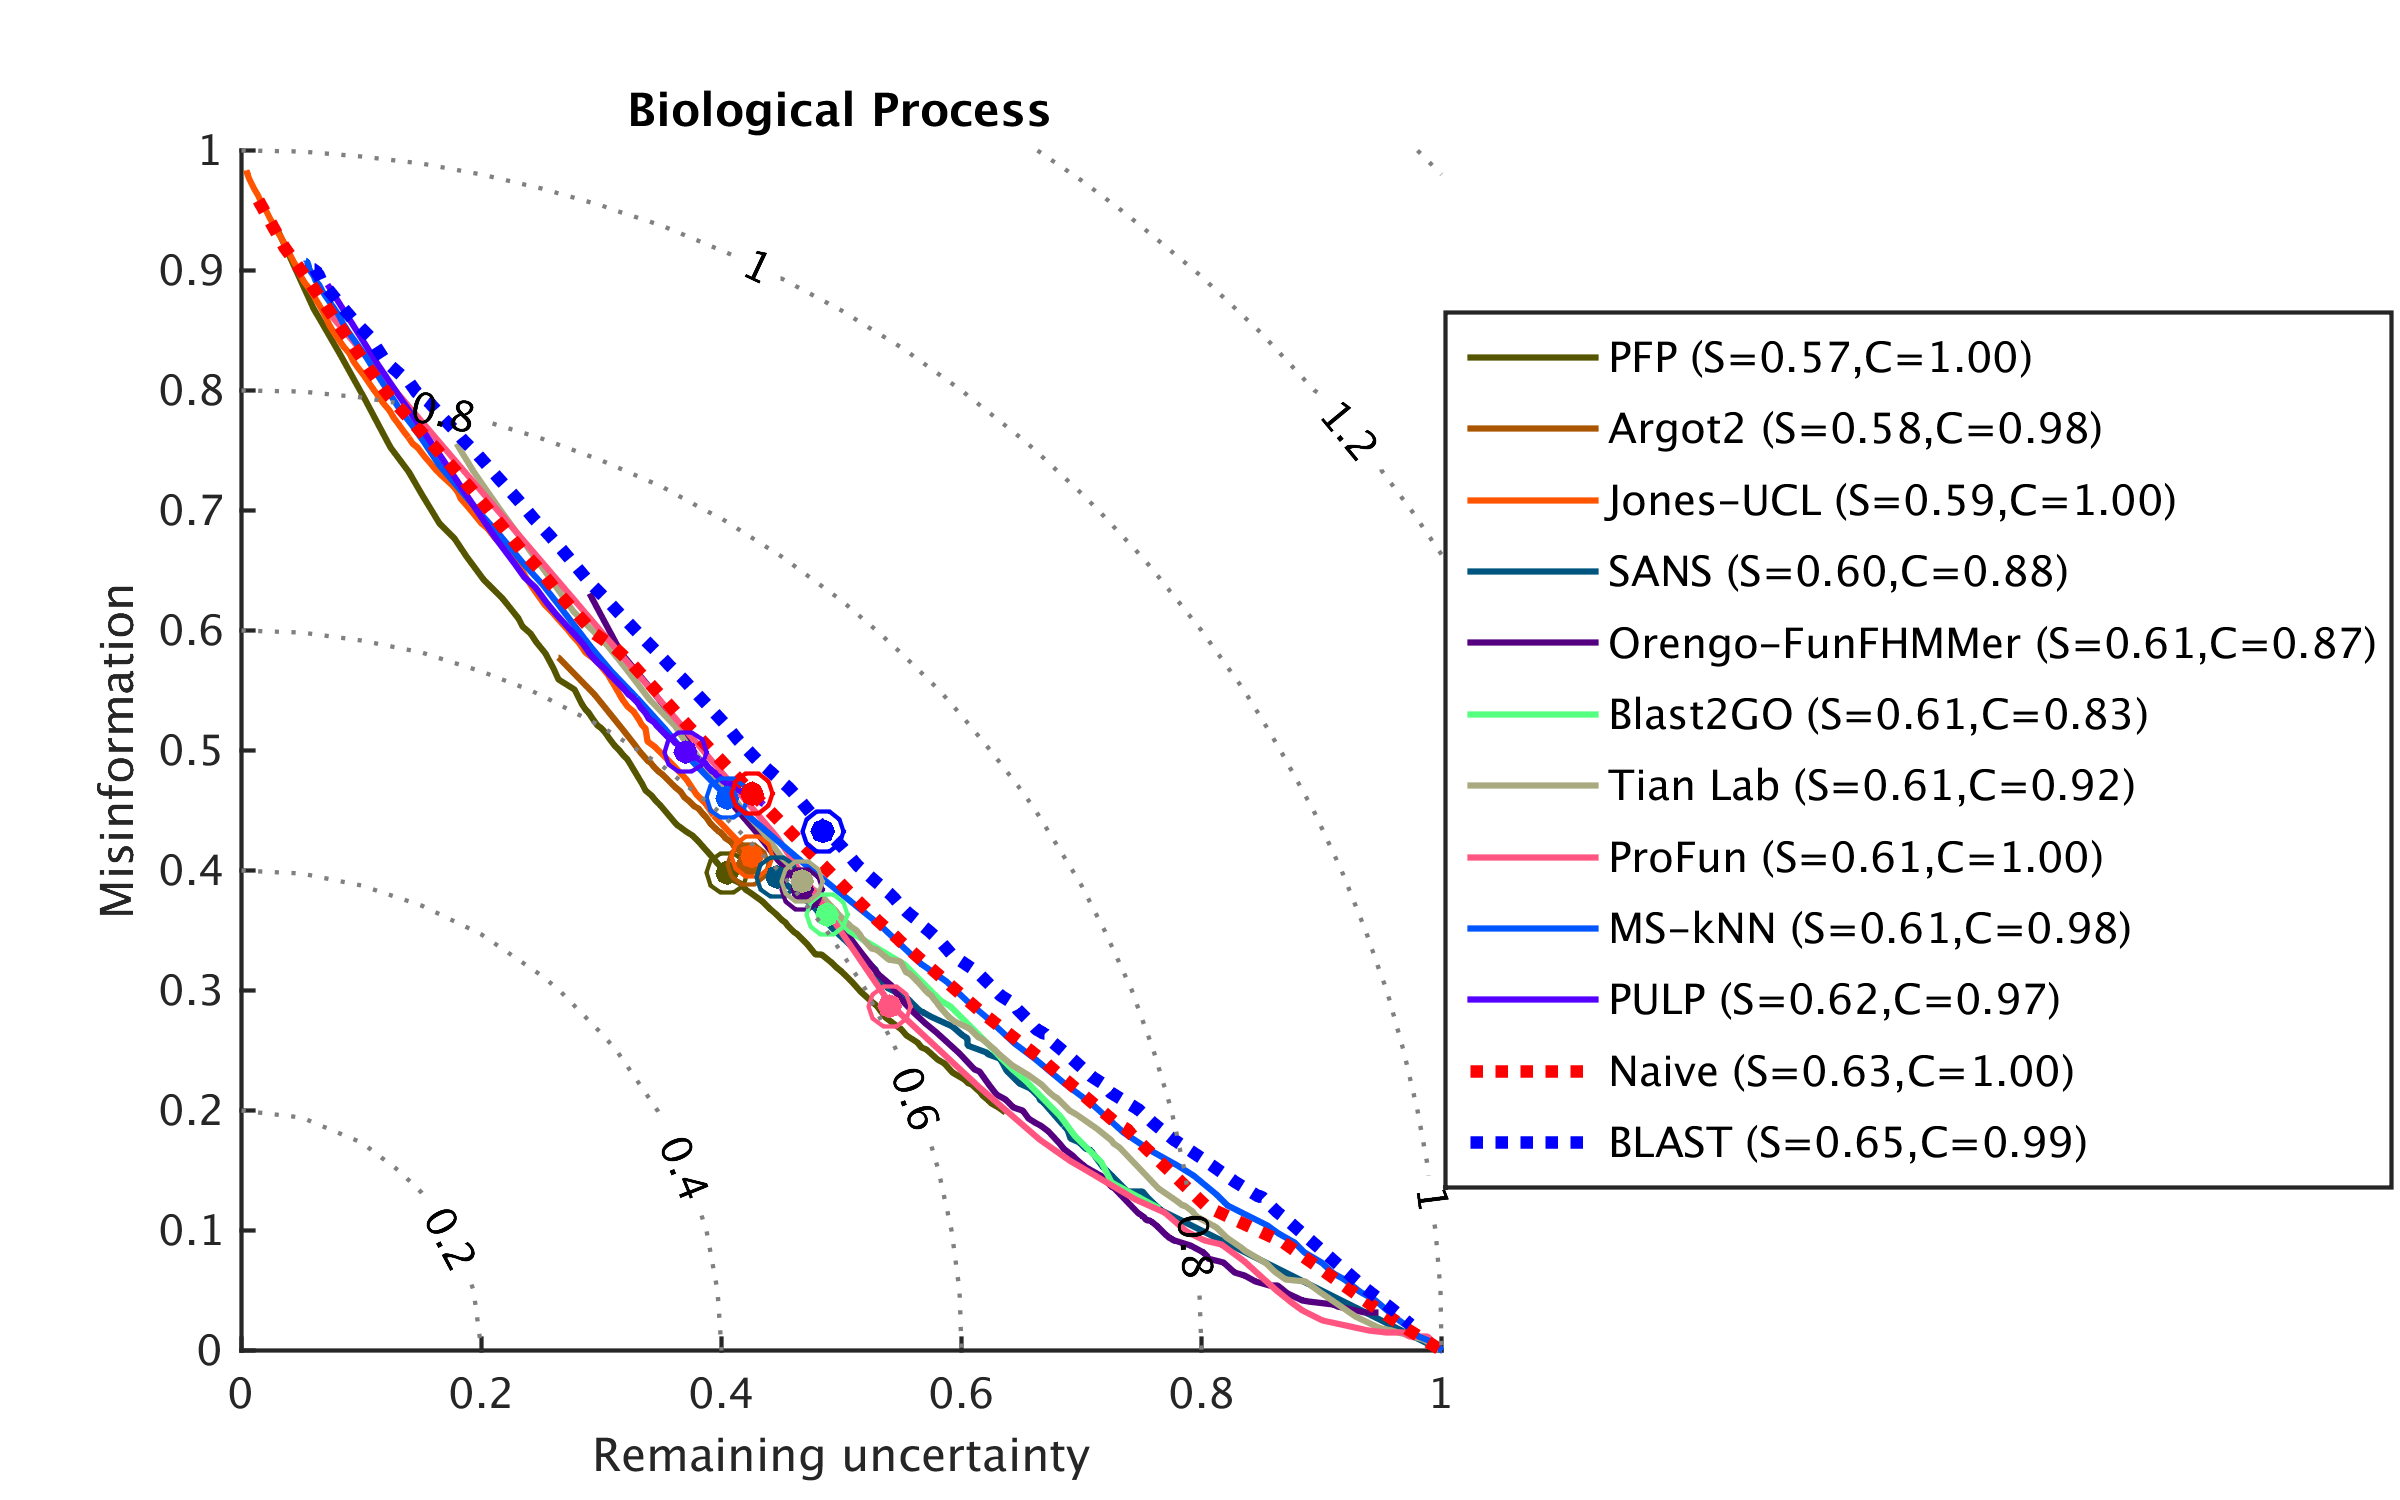 Biological Process
1
0.9
0.8
0.7
0.6
0.5
0.4
0.3
0.2
0.1
0
Misinformation
0
0.2
0.4
0.6
0.8
1
Remaining uncertainty
1
1.2
0.8
0.6
0.4
0.2
0.8
1
PFP (S=0.57,C=1.00)
Argot2 (S=0.58,C=0.98)
Jones-UCL (S=0.59,C=1.00)
SANS (S=0.60,C=0.88)
Orengo-FunFHMMer (S=0.61,C=0.87)
Blast2GO (S=0.61,C=0.83)
Tian Lab (S=0.61,C=0.92)
ProFun (S=0.61,C=1.00)
MS-kNN (S=0.61,C=0.98)
PULP (S=0.62,C=0.97)
Naive (S=0.63,C=1.00)
BLAST (S=0.65,C=0.99)